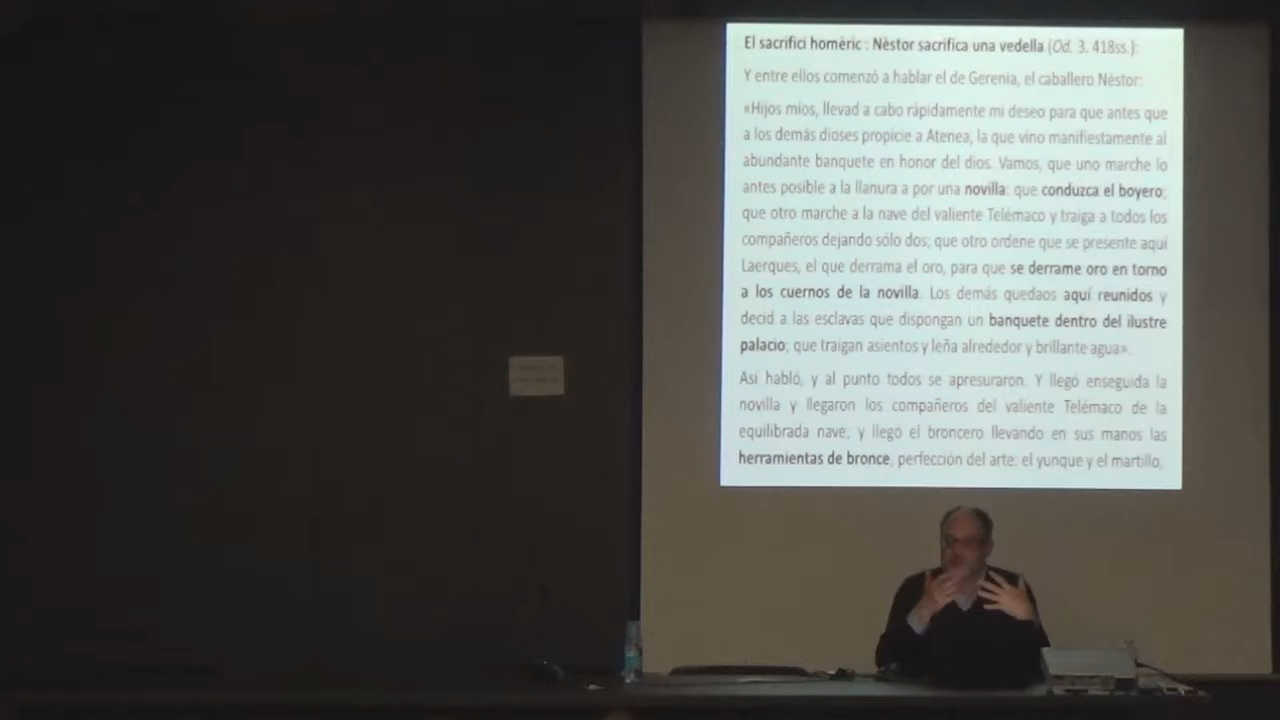 El sacrifici homèric : Nèstor sacrifica una vedella (Od. 3. 418ss.):
Y entre ellos comenzó a hablar el de Gerenia, el caballero Néstor:
«Hijos míos, llevad a cabo rápidamente mi deseo para que antes que
a los demás dioses propicie a Atenea, la que vino manifiestamente al
abundante banquete en honor del dios. Vamos, que uno marche lo
antes posible a la llanura a por una novilla: que conduzca el boyero;
que otro marche a la nave del valiente Telémaco y traiga a todos los
compañeros dejando sólo dos; que otro ordene que se presente aquí
Laerques, el que derrama el oro, para que se derrame oro en torno
a los cuernos de la novilla. Los demás quedaos aquí reunidos y
decid a las esclavas que dispongan un banquete dentro del ilustre
palacio; que traigan asientos y leña alrededor y brillante agua».
Así habló, y al punto todos se apresuraron. Y llegó enseguida la
novilla y llegaron los compañeros del valiente Telémaco de la
equilibrada nave; y llegó el broncero llevando en sus manos las
herramientas de bronce, perfección del arte: el yunque y el martillo,